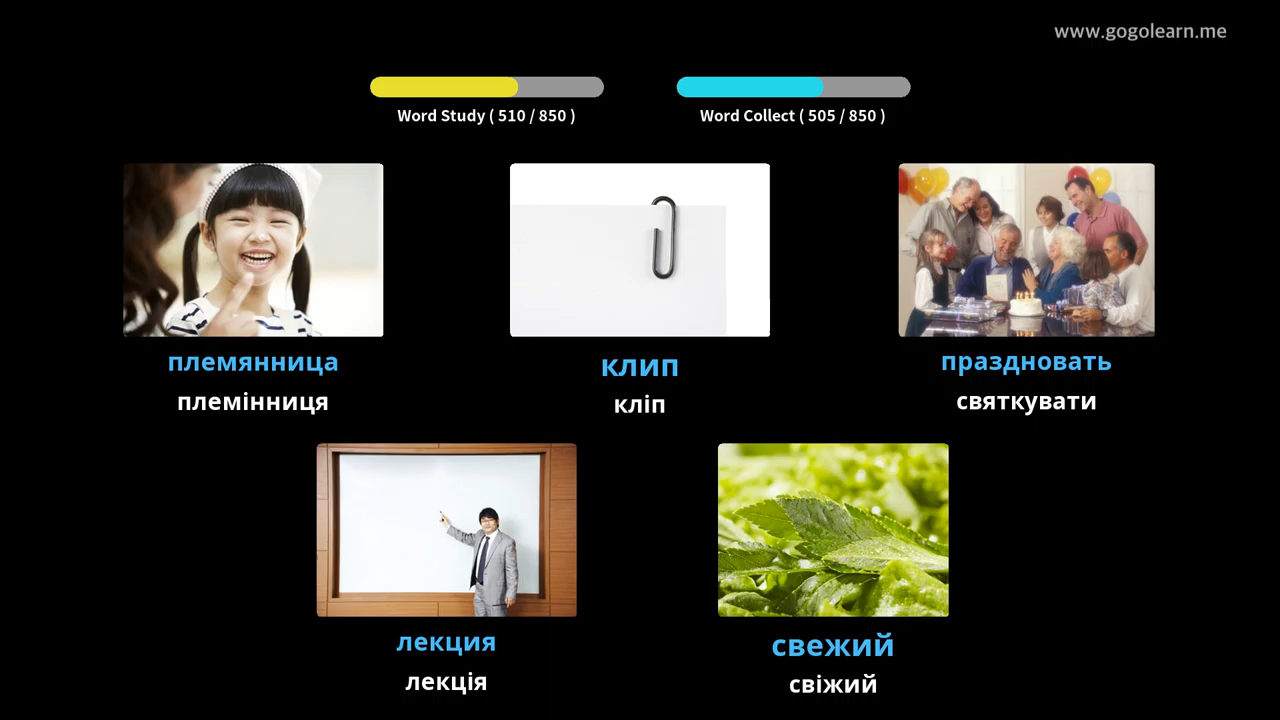 www.gogolearn.me
Word Study ( 510 / 850 )
Word Collect ( 505 / 850 )
племянница
племінниця
клип
кліп
праздновать
святкувати
лекция
лекція
свежий
свіжий